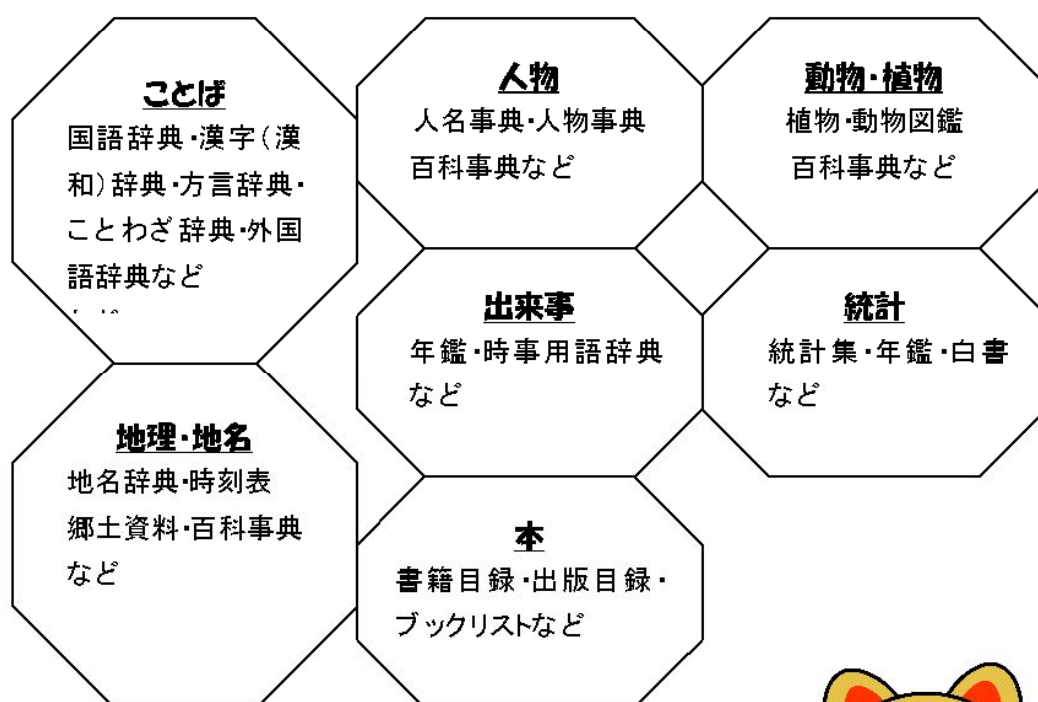 ことば
国語辞典・漢字(漢
和)辞典・方言辞典・
ことわざ辞典・外国
語辞典など
人物
人名事典・人物事典
百科事典など
動物・植物
植物・動物図鑑
百科事典など
出来事
年鑑・時事用語辞典
など
統計
統計集・年鑑・白書
など
地理・地名
地名辞典・時刻表
郷土資料・百科事典
など
本
書籍目録・出版目録・
ブックリストなど